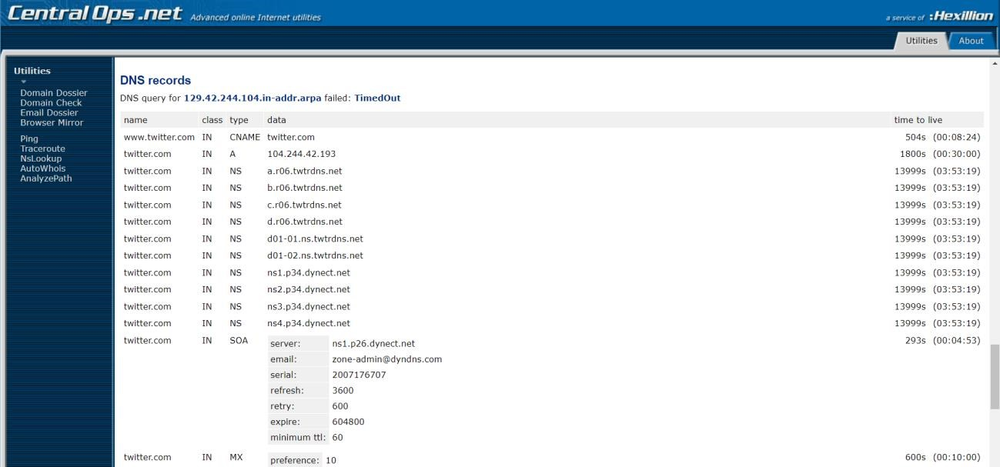 Central Ops .net Advanced online Internet utilities
a service of :Hexillion
Utilities About
Utilities
Domain Dossier
Domain Check
Email Dossier
Browser Mirror
Ping
Traceroute
NsLookup
AutoWhois
AnalyzePath
DNS records
DNS query for 129.42.244.104.in-addr.arpa failed: TimedOut
name class type data time to live
www.twitter.com IN CNAME twitter.com 504s (00:08:24)
twitter.com IN A 104.244.42.193 1800s (00:30:00)
twitter.com IN NS a.r06.twtrdns.net 13999s (03:53:19)
twitter.com IN NS b.r06.twtrdns.net 13999s (03:53:19)
twitter.com IN NS c.r06.twtrdns.net 13999s (03:53:19)
twitter.com IN NS d.r06.twtrdns.net 13999s (03:53:19)
twitter.com IN NS d01-01.ns.twtrdns.net 13999s (03:53:19)
twitter.com IN NS d01-02.ns.twtrdns.net 13999s (03:53:19)
twitter.com IN NS ns1.p34.dynect.net 13999s (03:53:19)
twitter.com IN NS ns2.p34.dynect.net 13999s (03:53:19)
twitter.com IN NS ns3.p34.dynect.net 13999s (03:53:19)
twitter.com IN NS ns4.p34.dynect.net 13999s (03:53:19)
twitter.com IN SOA server: ns1.p26.dynect.net 293s (00:04:53)
email: zone-admin@dyndns.com
serial: 2007176707
refresh: 3600
retry: 600
expire: 604800
minimum ttl: 60
twitter.com IN MX preference: 10 600s (00:10:00)